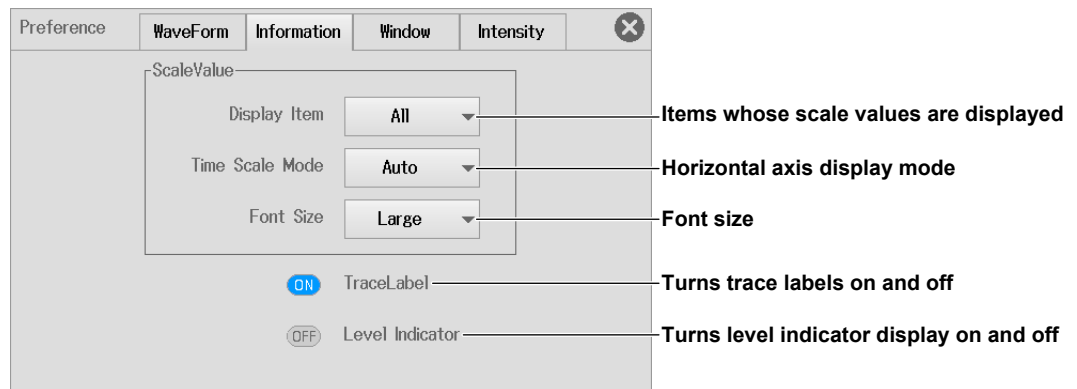 Preference
WaveForm
Information
Window
Intensity
ScaleValue
Display Item
All
Items whose scale values are displayed
Time Scale Mode
Auto
Horizontal axis display mode
Font Size
Large
Font size
ON
TraceLabel
Turns trace labels on and off
OFF
Level Indicator
Turns level indicator display on and off